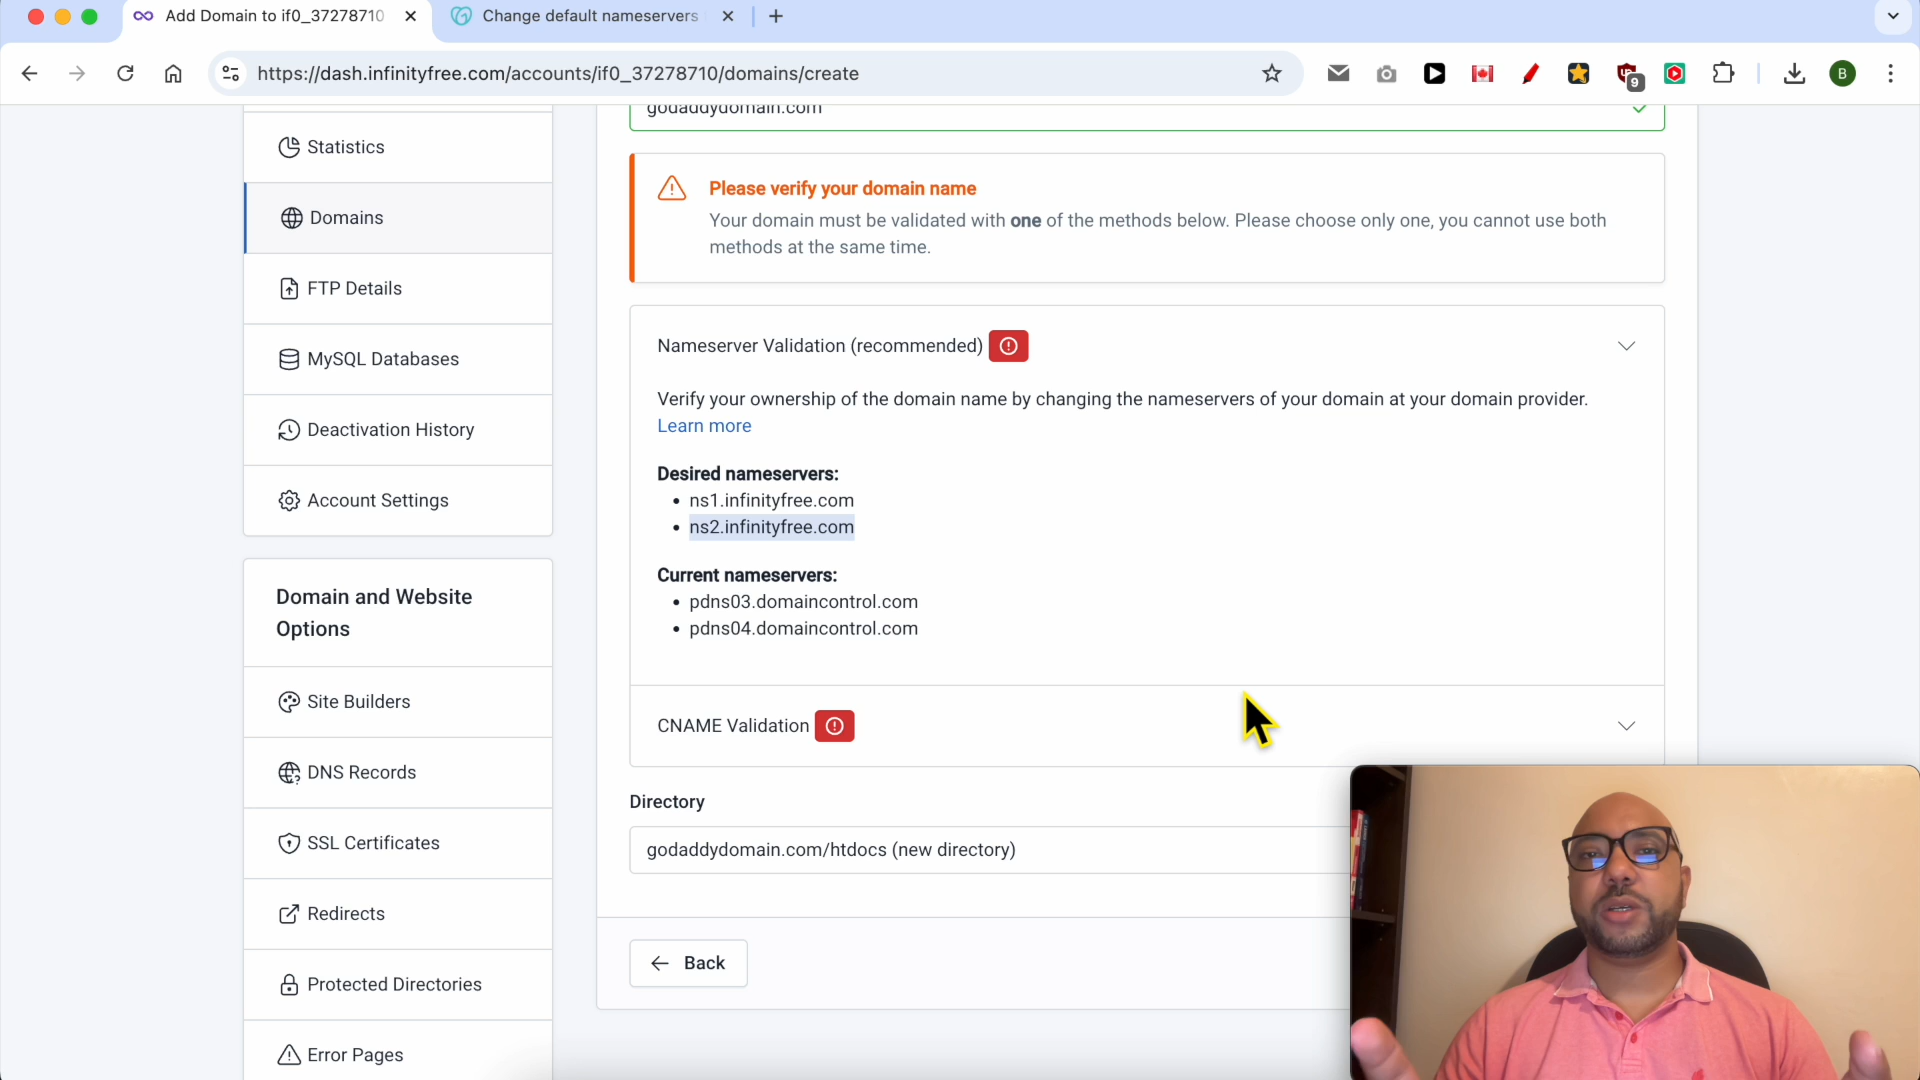 Add Domain to if0_37278710
Change default nameservers
https://dash.infinityfree.com/accounts/if0_37278710/domains/create
9
B
godaddydomain.com
Statistics
Please verify your domain name
Your domain must be validated with one of the methods below. Please choose only one, you cannot use both
methods at the same time.
Domains
FTP Details
Nameserver Validation (recommended)
MySQL Databases
Verify your ownership of the domain name by changing the nameservers of your domain at your domain provider.
Learn more
Deactivation History
Desired nameservers:
• ns1.infinityfree.com
• ns2.infinityfree.com
Account Settings
Current nameservers:
• pdns03.domaincontrol.com
• pdns04.domaincontrol.com
Domain and Website
Options
Site Builders
CNAME Validation
DNS Records
Directory
SSL Certificates
godaddydomain.com/htdocs (new directory)
Redirects
Back
Protected Directories
Error Pages